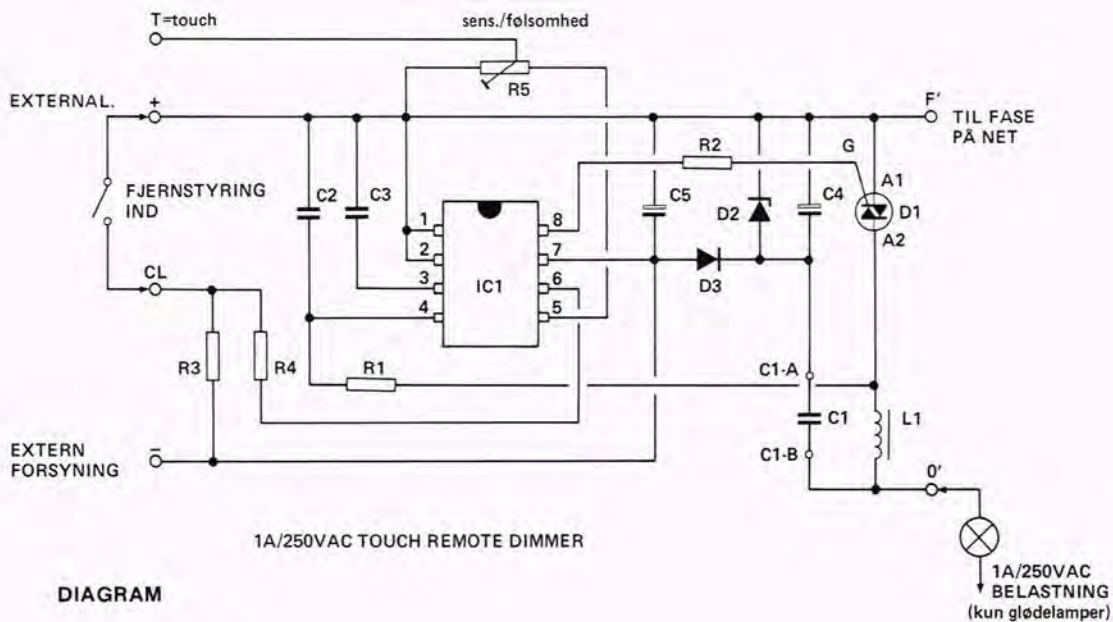 T=touch
sens./følsomhed
R5
EXTERNAL.
+
F'
TIL FASE
PÅ NET
G
R2
A1
FJERNSTYRING
IND
C2
C3
C5
D2
C4
D1
A2
1
8
2
7
3
6
4
5
IC1
D3
CL
R3
R4
R1
C1-A
C1
L1
C1-B
EXTERN
FORSYNING
–
0'
1A/250VAC TOUCH REMOTE DIMMER
DIAGRAM
1A/250VAC
BELASTNING
(kun glødelamper)